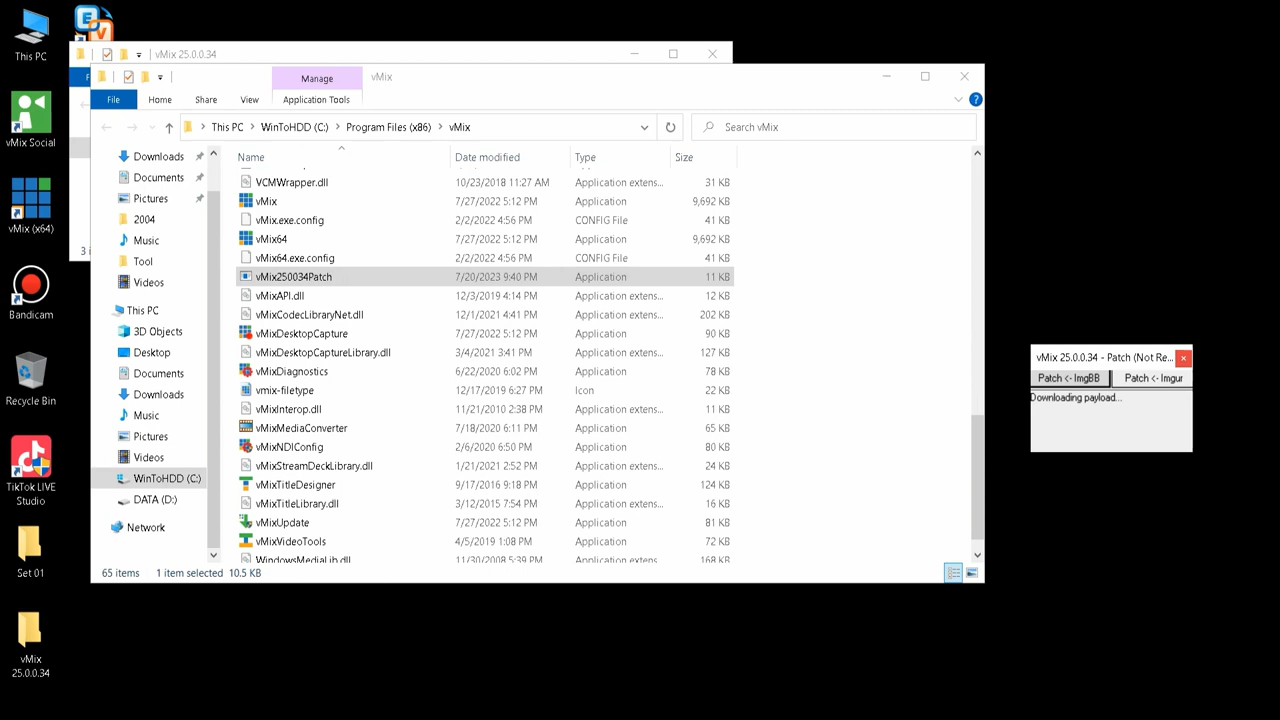 This PC
vMix Social
vMix (x64)
Bandicam
Recycle Bin
TikTok LIVE
Studio
Set 01
vMix
25.0.0.34
vMix 25.0.0.34
Manage
vMix
File
Home
Share
View
Application Tools
This PC
WinToHDD (C:)
Program Files (x86)
vMix
Search vMix
Downloads
Documents
Pictures
2004
Music
Tool
Videos
This PC
3D Objects
Desktop
Documents
Downloads
Music
Pictures
Videos
WinToHDD (C:)
DATA (D:)
Network
Name Date modified Type Size
VCMWrapper.dll 10/23/2018 11:27 AM Application extens... 31 KB
vMix 7/27/2022 5:12 PM Application 9,692 KB
vMix.exe.config 2/2/2022 4:56 PM CONFIG File 41 KB
vMix64 7/27/2022 5:12 PM Application 9,692 KB
vMix64.exe.config 2/2/2022 4:56 PM CONFIG File 41 KB
vMix250034Patch 7/20/2023 9:40 PM Application 11 KB
vMixAPI.dll 12/3/2019 4:14 PM Application extens... 12 KB
vMixCodecLibraryNet.dll 12/1/2021 4:41 PM Application extens... 202 KB
vMixDesktopCapture 7/27/2022 5:12 PM Application 90 KB
vMixDesktopCaptureLibrary.dll 3/4/2021 3:41 PM Application extens... 127 KB
vMixDiagnostics 6/22/2020 6:02 PM Application 78 KB
vmix-filetype 12/17/2019 6:27 PM Icon 22 KB
vMixInterop.dll 11/21/2010 2:38 PM Application extens... 11 KB
vMixMediaConverter 7/18/2020 6:11 PM Application 65 KB
vMixNDIConfig 2/6/2020 6:50 PM Application 80 KB
vMixStreamDeckLibrary.dll 1/21/2021 2:52 PM Application extens... 24 KB
vMixTitleDesigner 9/17/2016 9:18 PM Application 124 KB
vMixTitleLibrary.dll 3/12/2015 7:54 PM Application extens... 16 KB
vMixUpdate 7/27/2022 5:12 PM Application 81 KB
vMixVideoTools 4/5/2019 1:08 PM Application 72 KB
WindowsMediaLib.dll 11/30/2008 5:39 PM Application extens... 168 KB
65 items 1 item selected 10.5 KB
3 i
vMix 25.0.0.34 - Patch (Not Re...
Patch <- ImgBB Patch <- Imgur
Downloading payload...